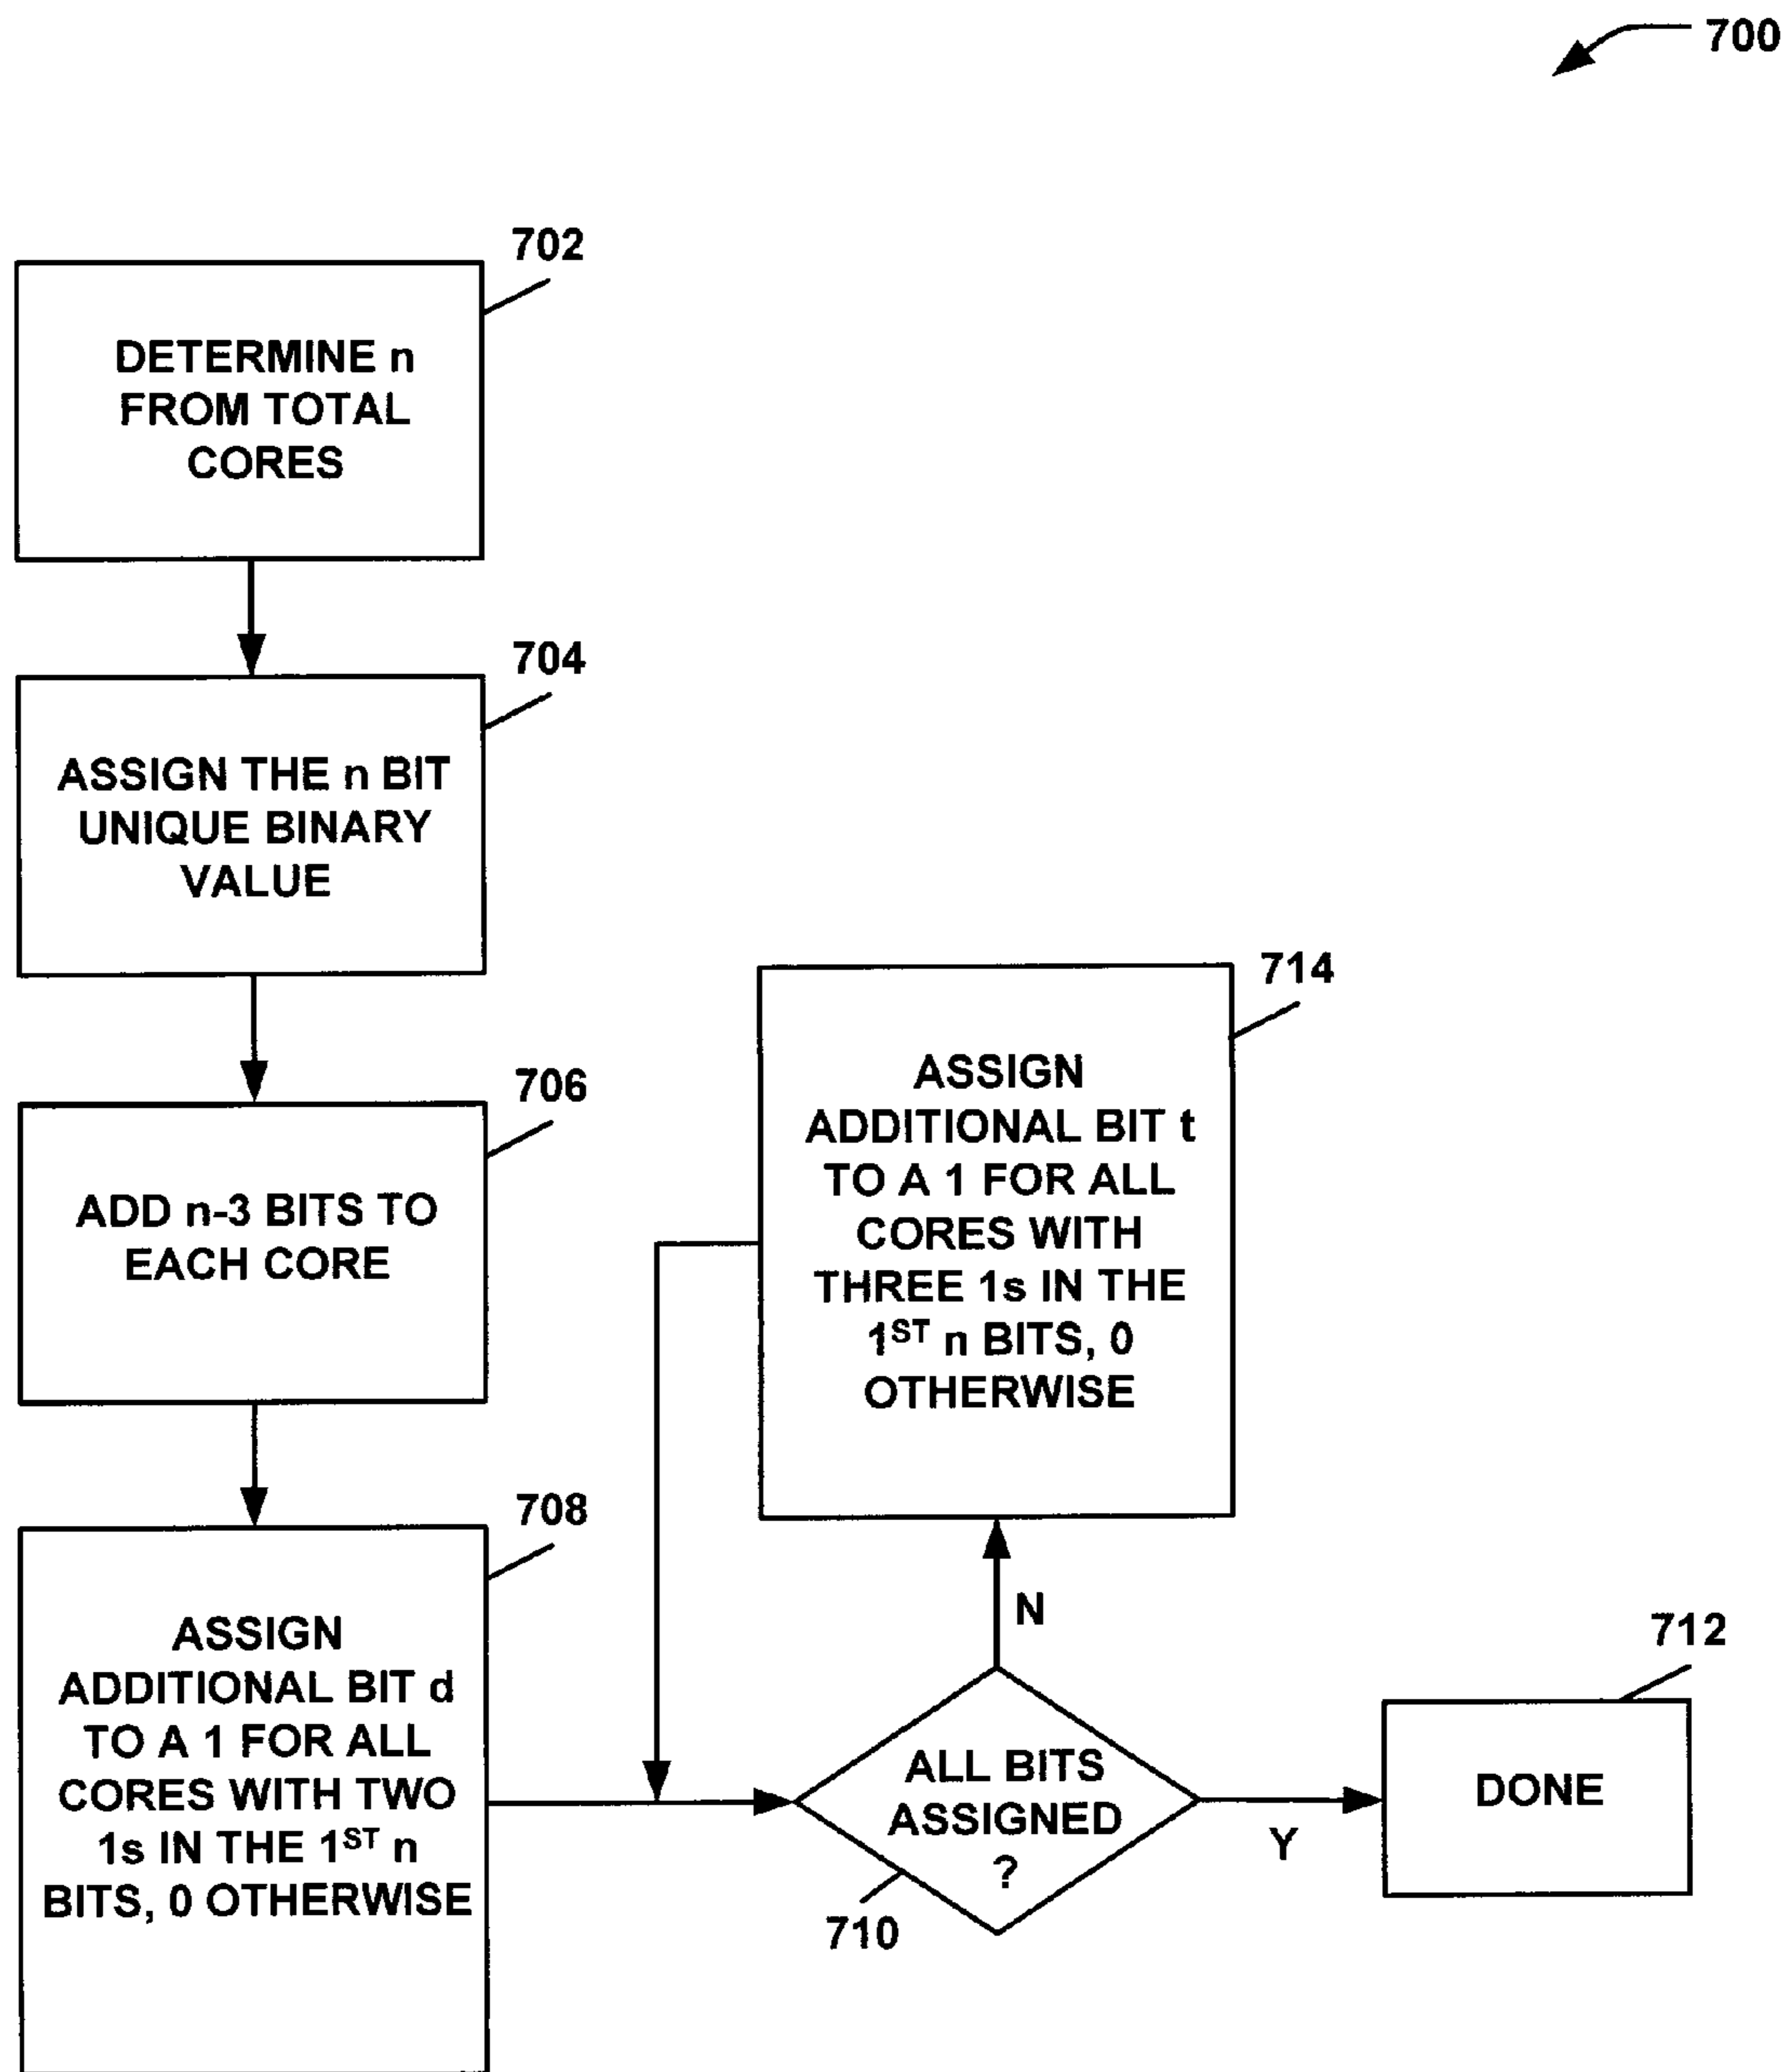 700
702
DETERMINE n
FROM TOTAL
CORES
704
ASSIGN THE n BIT
UNIQUE BINARY
VALUE
706
ADD n-3 BITS TO
EACH CORE
708
ASSIGN
ADDITIONAL BIT d
TO A 1 FOR ALL
CORES WITH TWO
1s IN THE 1ST n
BITS, 0 OTHERWISE
714
ASSIGN
ADDITIONAL BIT t
TO A 1 FOR ALL
CORES WITH
THREE 1s IN THE
1ST n BITS, 0
OTHERWISE
N
ALL BITS
ASSIGNED
?
710
Y
712
DONE